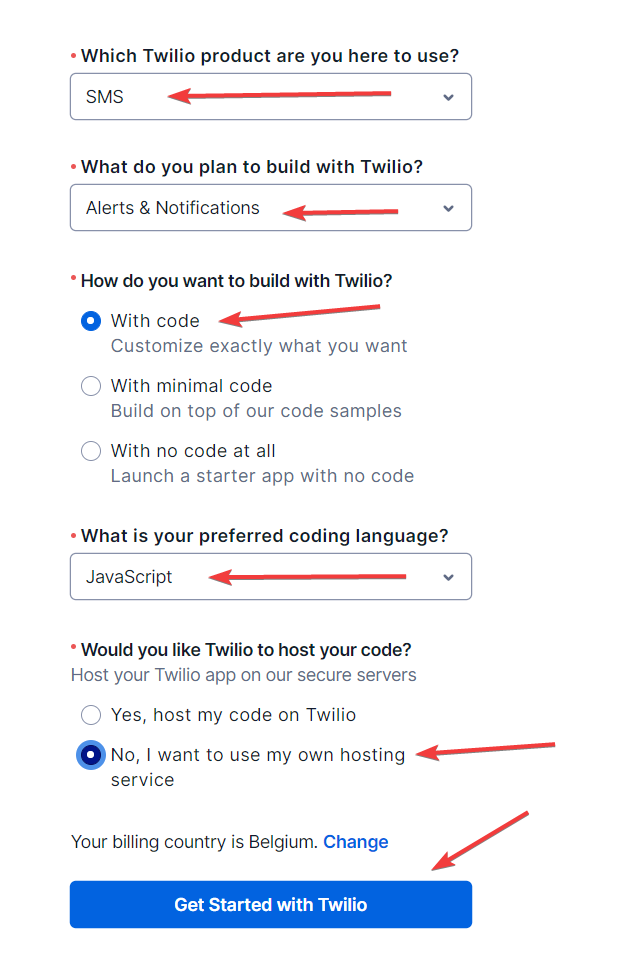 • Which Twilio product are you here to use?
SMS
• What do you plan to build with Twilio?
Alerts & Notifications
• How do you want to build with Twilio?
With code
Customize exactly what you want
With minimal code
Build on top of our code samples
With no code at all
Launch a starter app with no code
• What is your preferred coding language?
JavaScript
• Would you like Twilio to host your code?
Host your Twilio app on our secure servers
Yes, host my code on Twilio
No, I want to use my own hosting
service
Your billing country is Belgium. Change
Get Started with Twilio